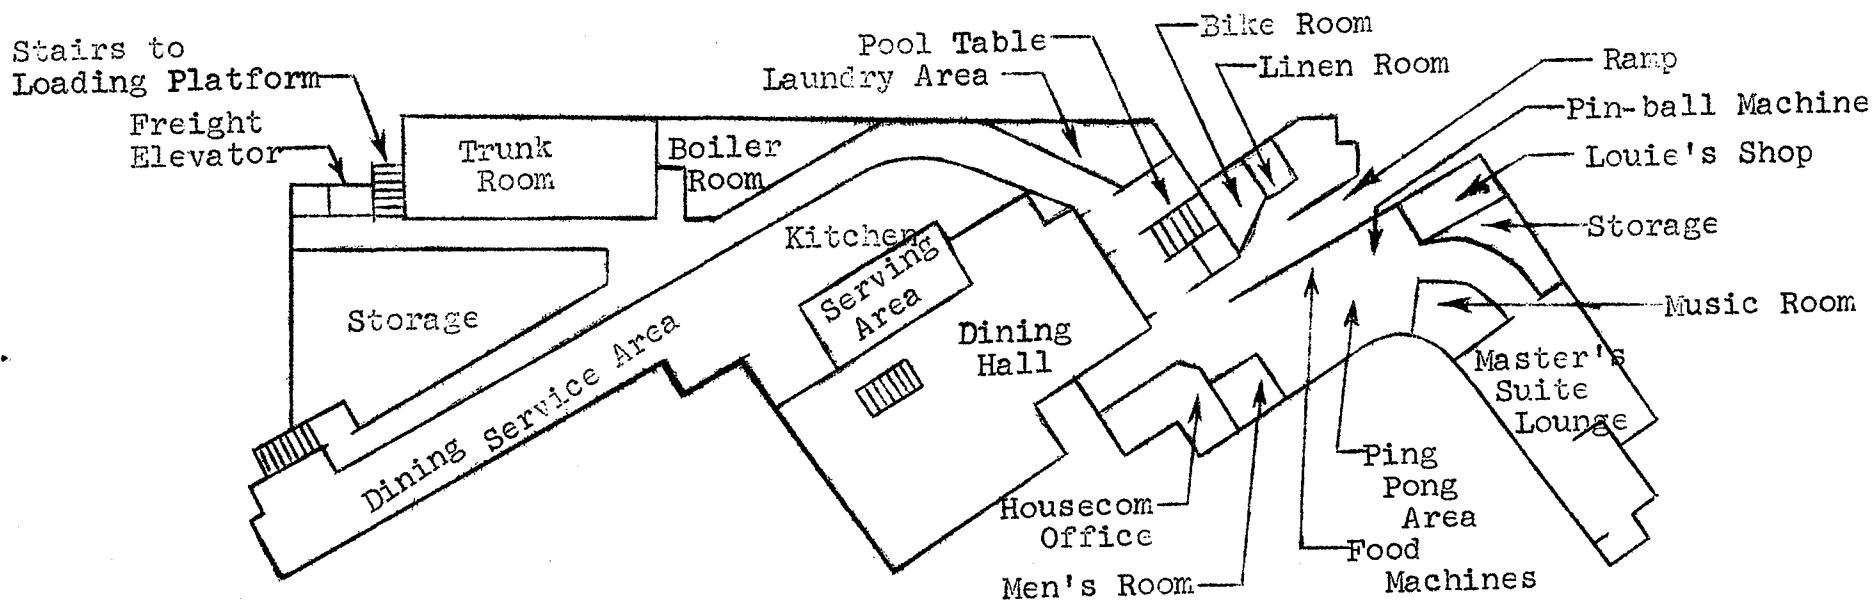 Stairs to
Loading Platform
Freight
Elevator
Trunk
Room
Boiler
Room
Pool Table
Laundry Area
Bike Room
Linen Room
Ramp
Pin-ball Machine
Louie's Shop
Storage
Music Room
Kitchen
Serving
Area
Storage
Dining Service Area
Dining
Hall
Master's
Suite
Lounge
Ping
Pong
Area
Housecom
Office
Food
Machines
Men's Room